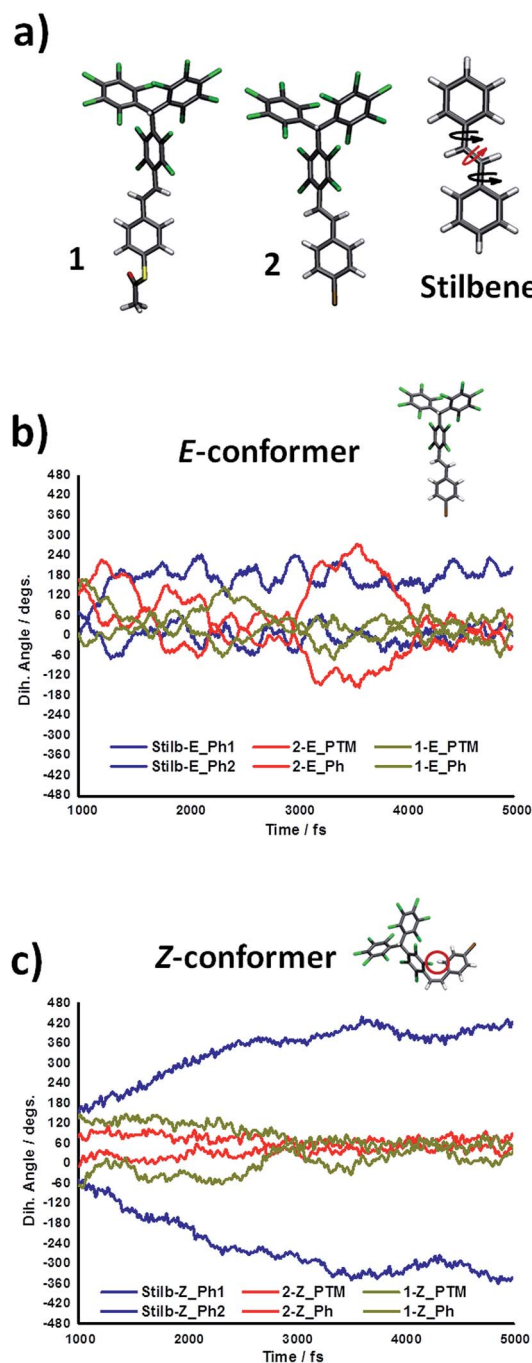 a)
1
2
Stilbene
b)
E-conformer
480
420
360
300
240
180
120
60
0
-60
-120
-180
-240
-300
-360
-420
-480
Dih. Angle / degs.
Stilb-E_Ph1 2-E_PTM 1-E_PTM
Stilb-E_Ph2 2-E_Ph 1-E_Ph
1000 2000 3000 4000 5000
Time / fs
c)
Z-conformer
480
420
360
300
240
180
120
60
0
-60
-120
-180
-240
-300
-360
-420
-480
Dih. Angle / degs.
Stilb-Z_Ph1 2-Z_PTM 1-Z_PTM
Stilb-Z_Ph2 2-Z_Ph 1-Z_Ph
1000 2000 3000 4000 5000
Time / fs